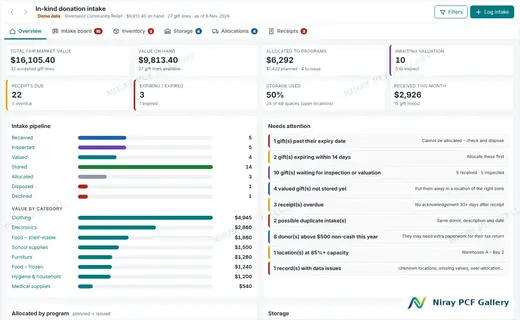 In-kind donation intake
Demo data · Riverbend Community Relief · $9,813.40 on hand · 27 gift lines · as of 6 Nov 2026
Filters
+ Log intake
Overview
Intake board
Inventory
Storage
Allocations
Receipts
TOTAL FAIR MARKET VALUE
$16,105.40
32 accepted gift lines
VALUE ON HAND
$9,813.40
27 gift lines available
ALLOCATED TO PROGRAMS
$6,292
$1,422 planned · 4 to issue
AWAITING VALUATION
10
5 to inspect
RECEIPTS DUE
22
3 overdue
EXPIRING / EXPIRED
3
1 expired
STORAGE USED
50%
24 of 48 spaces (open locations)
RECEIVED THIS MONTH
$2,926
15 gift line(s)
Intake pipeline
Received 5
Inspected 5
Valued 4
Stored 14
Allocated 3
Disposed 1
Declined 1
VALUE BY CATEGORY
Clothing $4,945
Electronics $2,860
Food – shelf-stable $1,880
School supplies $1,500
Furniture $1,280
Food – frozen $1,240
Hygiene & household $1,200
Medical supplies $540
Needs attention
1 gift(s) past their expiry date Cannot be allocated – check and dispose
2 gift(s) expiring within 14 days Allocate these first
10 gift(s) waiting for inspection or valuation 5 received · 5 inspected
4 valued gift(s) not stored yet Put them away in a location of the right kind
3 receipt(s) overdue No acknowledgement 30+ days after receipt
2 possible duplicate intake(s) Same donor, description and date
6 donor(s) above $500 non-cash this year They may need extra paperwork for their tax return
1 location(s) at 85%+ capacity Warehouse A - Bay 2
1 record(s) with data issues Unknown locations, missing values, over-allocation...
Allocated by program planned + issued
Storage
Niray PCF Gallery